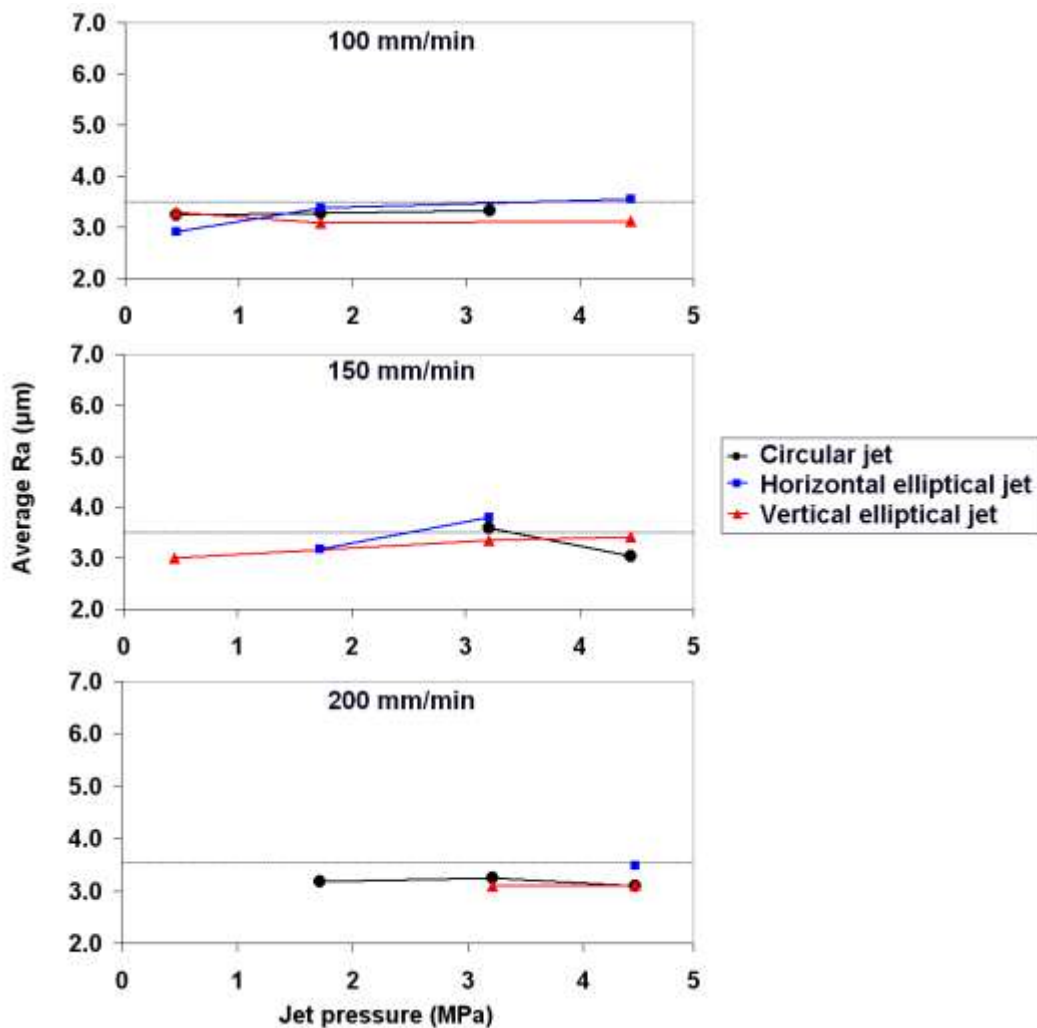 7.0
100 mm/min
6.0
5.0
4.0
3.0
2.0
0 1 2 3 4 5
7.0
150 mm/min
6.0
5.0
4.0
3.0
2.0
0 1 2 3 4 5
Average Ra (µm)
Circular jet
Horizontal elliptical jet
Vertical elliptical jet
7.0
200 mm/min
6.0
5.0
4.0
3.0
2.0
0 1 2 3 4 5
Jet pressure (MPa)